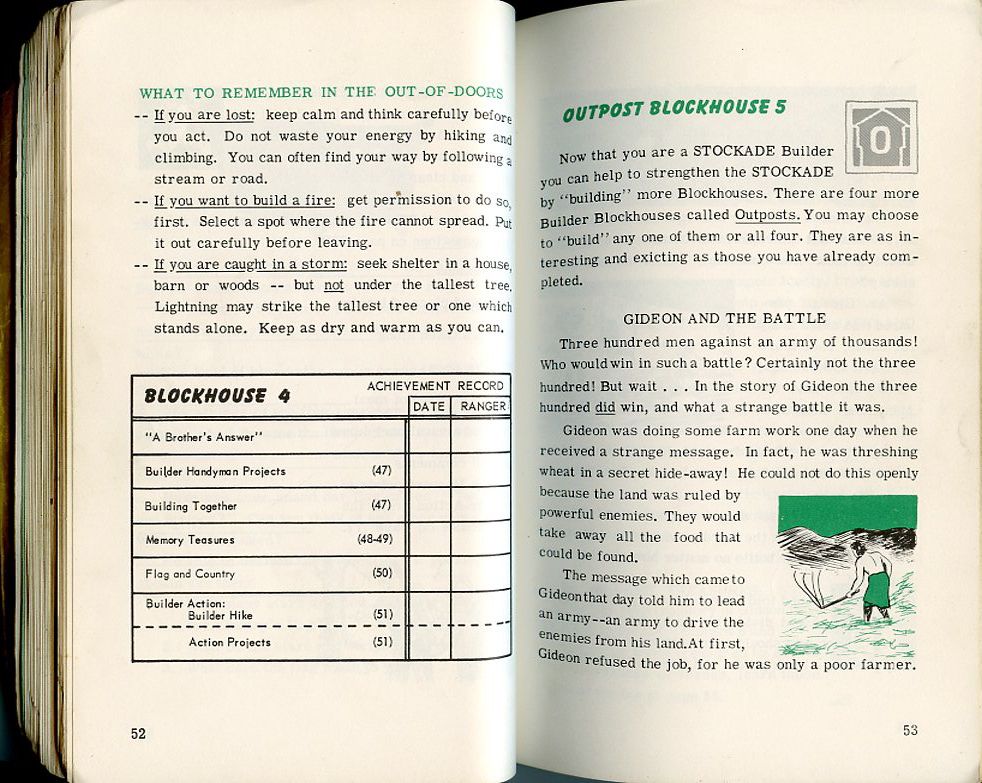 WHAT TO REMEMBER IN THE OUT-OF-DOORS
-- If you are lost: keep calm and think carefully before
you act. Do not waste your energy by hiking and
climbing. You can often find your way by following a
stream or road.
-- If you want to build a fire: get permission to do so,
first. Select a spot where the fire cannot spread. Put
it out carefully before leaving.
-- If you are caught in a storm: seek shelter in a house,
barn or woods -- but not under the tallest tree.
Lightning may strike the tallest tree or one which
stands alone. Keep as dry and warm as you can.
BLOCKHOUSE 4 ACHIEVEMENT RECORD
DATE RANGER
"A Brother's Answer"
Builder Handyman Projects (47)
Building Together (47)
Memory Teasures (48-49)
Flag and Country (50)
Builder Action:
Builder Hike (51)
Action Projects (51)
52
OUTPOST BLOCKHOUSE 5
O
Now that you are a STOCKADE Builder
you can help to strengthen the STOCKADE
by "building" more Blockhouses. There are four more
Builder Blockhouses called Outposts. You may choose
to "build" any one of them or all four. They are as in-
teresting and exicting as those you have already com-
pleted.
GIDEON AND THE BATTLE
Three hundred men against an army of thousands!
Who would win in such a battle? Certainly not the three
hundred! But wait . . . In the story of Gideon the three
hundred did win, and what a strange battle it was.
Gideon was doing some farm work one day when he
received a strange message. In fact, he was threshing
wheat in a secret hide-away! He could not do this openly
because the land was ruled by
powerful enemies. They would
take away all the food that
could be found.
The message which came to
Gideon that day told him to lead
an army--an army to drive the
enemies from his land. At first,
Gideon refused the job, for he was only a poor farmer.
53